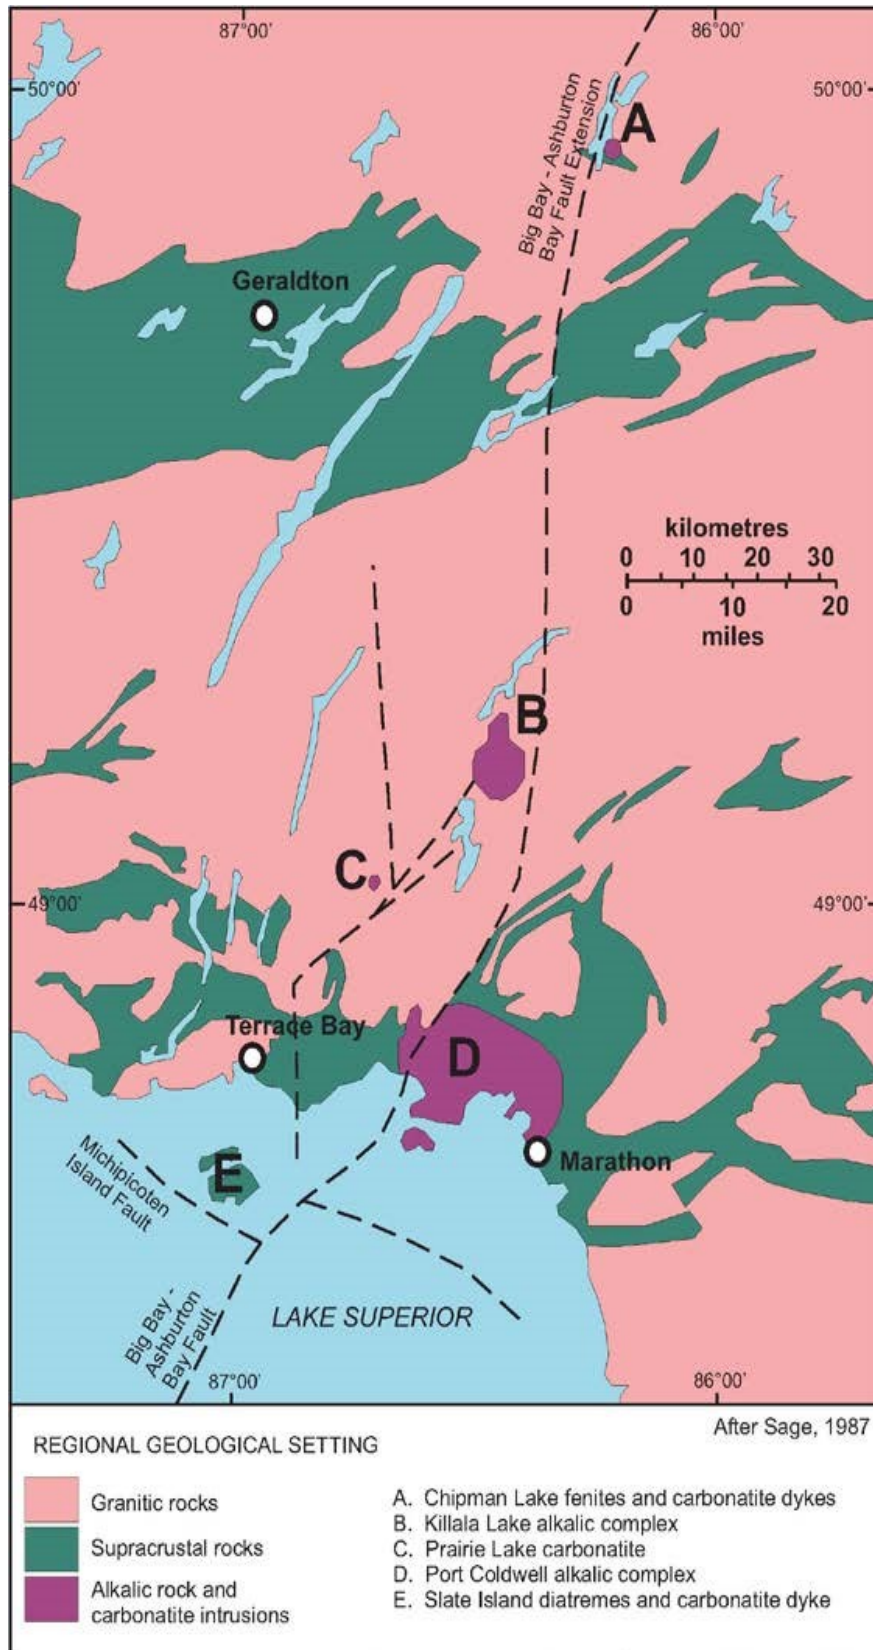 87°00'
86°00'
50°00'
50°00'
A
Big Bay - Ashburton
Bay Fault Extension
Geraldton
kilometres
0 10 20 30
0 10 20
miles
B
C
49°00'
49°00'
Terrace Bay
D
Michipicoten
Island Fault
E
Marathon
Big Bay -
Ashburton
Bay Fault
LAKE SUPERIOR
87°00'
86°00'
After Sage, 1987
REGIONAL GEOLOGICAL SETTING
Granitic rocks
Supracrustal rocks
Alkalic rock and
carbonatite intrusions
A. Chipman Lake fenites and carbonatite dykes
B. Killala Lake alkalic complex
C. Prairie Lake carbonatite
D. Port Coldwell alkalic complex
E. Slate Island diatremes and carbonatite dyke